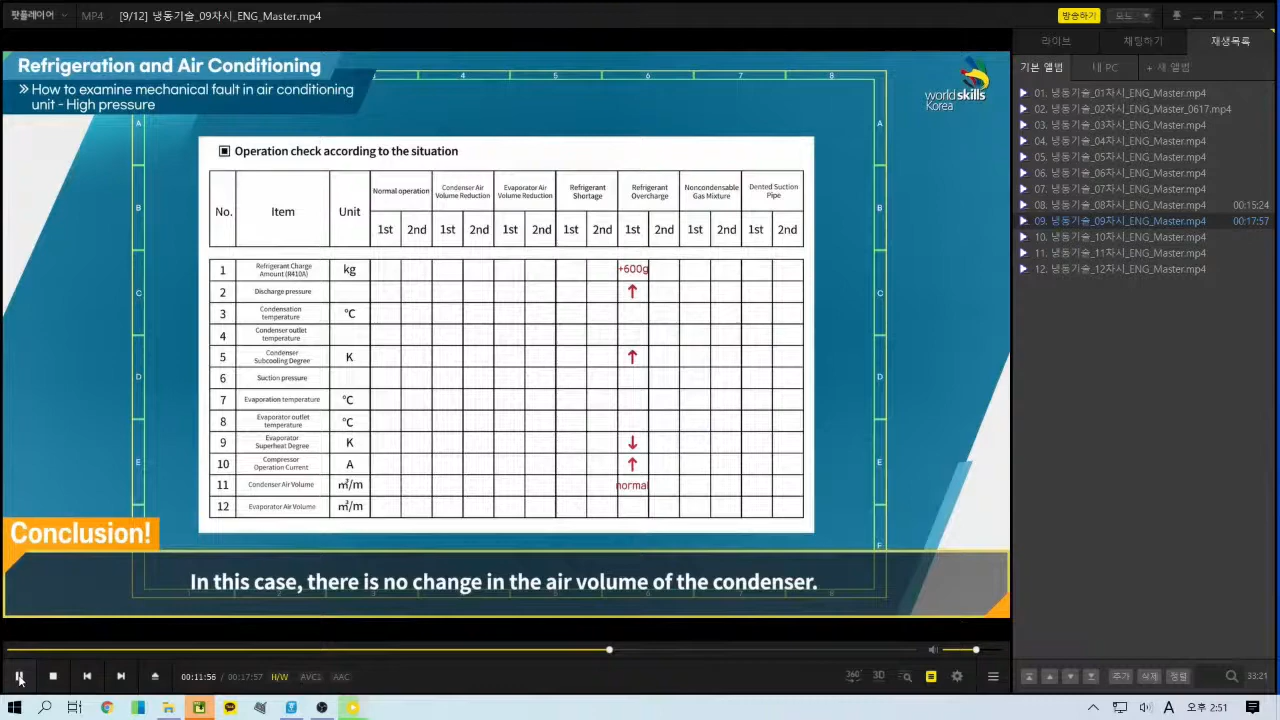 팟플레이어 MP4 [9/12] 냉동기술_09차시_ENG_Master.mp4 방송하기 모드
라이브 채팅하기 재생목록
기본 앨범 내 PC + 새 앨범
01. 냉동기술_01차시_ENG_Master.mp4
02. 냉동기술_02차시_ENG_Master_0617.mp4
03. 냉동기술_03차시_ENG_Master.mp4
04. 냉동기술_04차시_ENG_Master.mp4
05. 냉동기술_05차시_ENG_Master.mp4
06. 냉동기술_06차시_ENG_Master.mp4
07. 냉동기술_07차시_ENG_Master.mp4
08. 냉동기술_08차시_ENG_Master.mp4 00:15:24
09. 냉동기술_09차시_ENG_Master.mp4 00:17:57
10. 냉동기술_10차시_ENG_Master.mp4
11. 냉동기술_11차시_ENG_Master.mp4
12. 냉동기술_12차시_ENG_Master.mp4
Refrigeration and Air Conditioning
» How to examine mechanical fault in air conditioning
unit - High pressure
worldskills
Korea
4 5 6 7 8
A A
B B
C C
D D
E E
F
Operation check according to the situation
No. Item Unit Normal operation Condenser Air Volume Reduction Evaporator Air Volume Reduction Refrigerant Shortage Refrigerant Overcharge Noncondensable Gas Mixture Dented Suction Pipe
1st 2nd 1st 2nd 1st 2nd 1st 2nd 1st 2nd 1st 2nd 1st 2nd
1 Refrigerant Charge Amount (R410A) kg +600g
2 Discharge pressure ↑
3 Condensation temperature ℃
4 Condenser outlet temperature
5 Condenser Subcooling Degree K ↑
6 Suction pressure
7 Evaporation temperature ℃
8 Evaporator outlet temperature ℃
9 Evaporator Superheat Degree K ↓
10 Compressor Operation Current A ↑
11 Condenser Air Volume ㎥/m normal
12 Evaporator Air Volume ㎥/m
Conclusion!
In this case, there is no change in the air volume of the condenser.
00:11:56 / 00:17:57 H/W AVC1 AAC
360° 3D
추가 삭제 정렬 33:21
A 오후 2:51